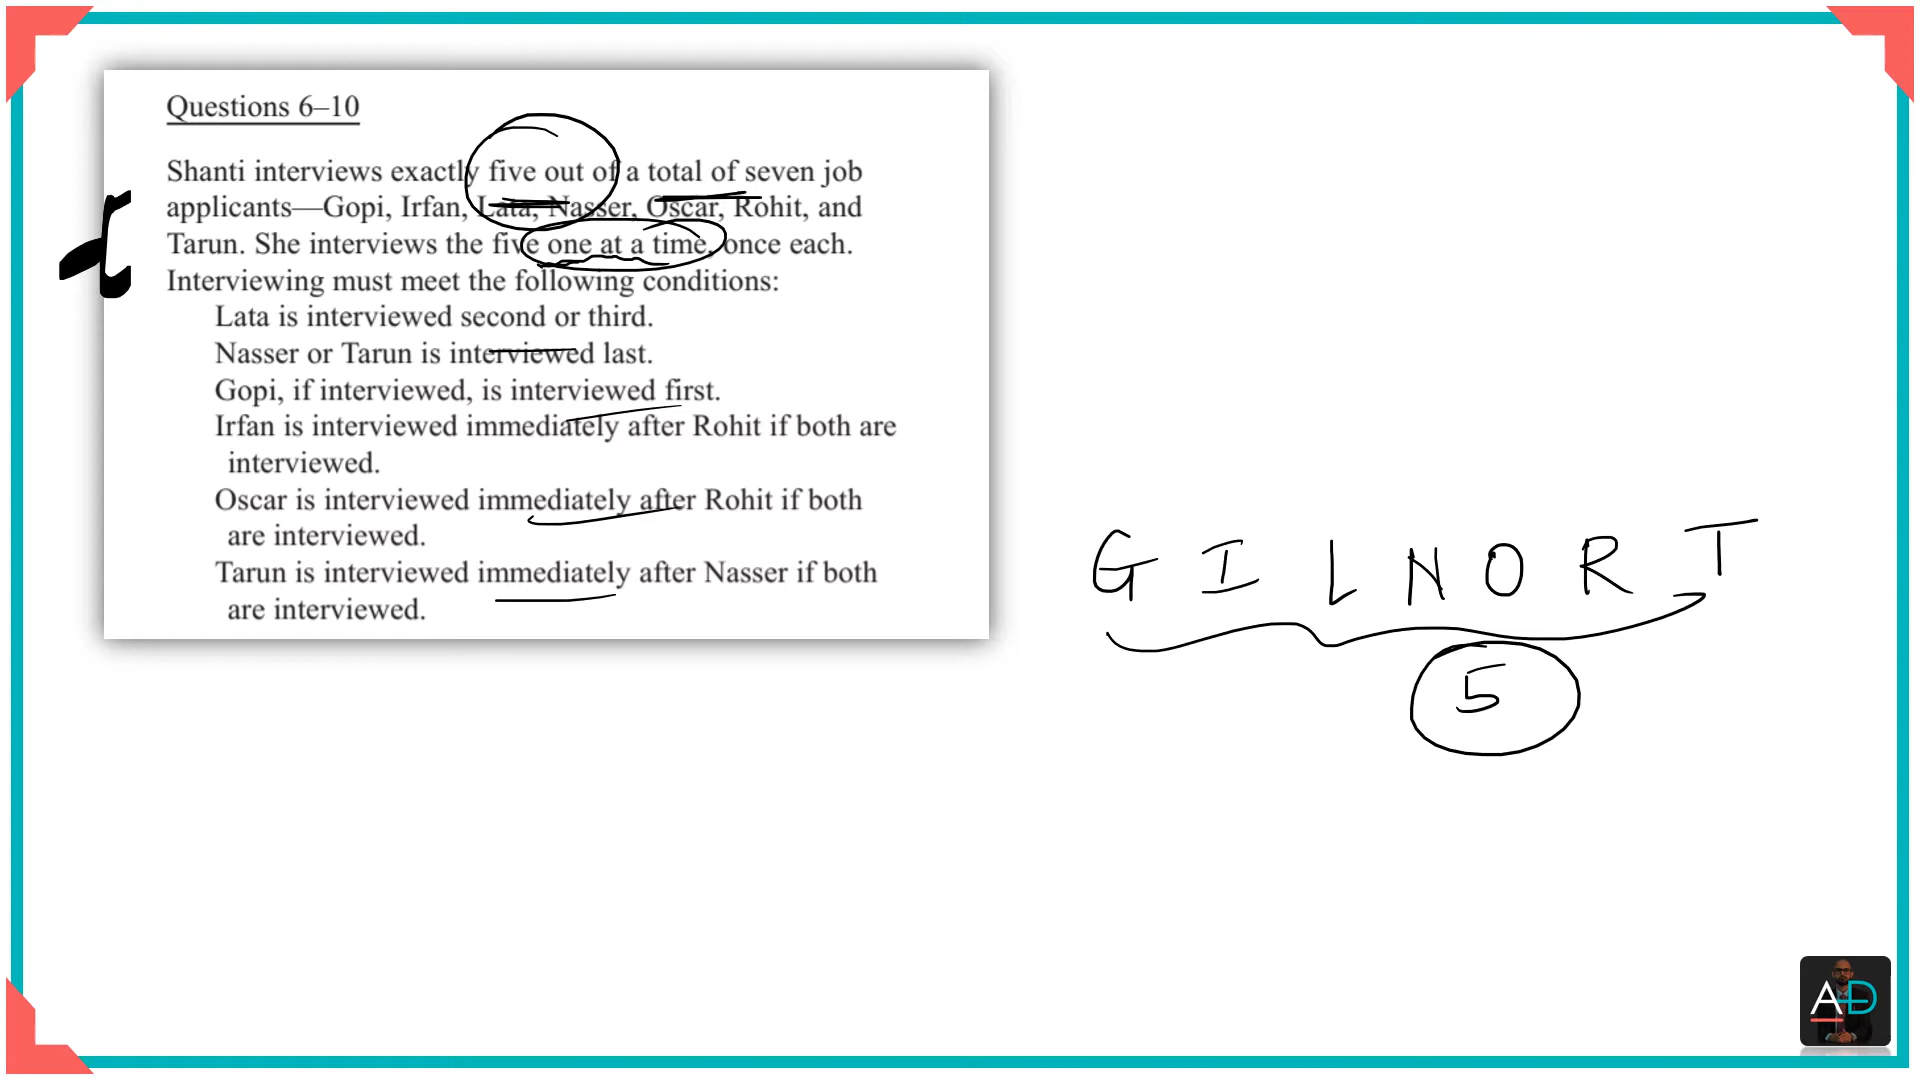 Questions 6–10
Shanti interviews exactly five out of a total of seven job
applicants—Gopi, Irfan, Lata, Nasser, Oscar, Rohit, and
Tarun. She interviews the five one at a time, once each.
Interviewing must meet the following conditions:
Lata is interviewed second or third.
Nasser or Tarun is interviewed last.
Gopi, if interviewed, is interviewed first.
Irfan is interviewed immediately after Rohit if both are
interviewed.
Oscar is interviewed immediately after Rohit if both
are interviewed.
Tarun is interviewed immediately after Nasser if both
are interviewed.
G I L N O R T
5
AD